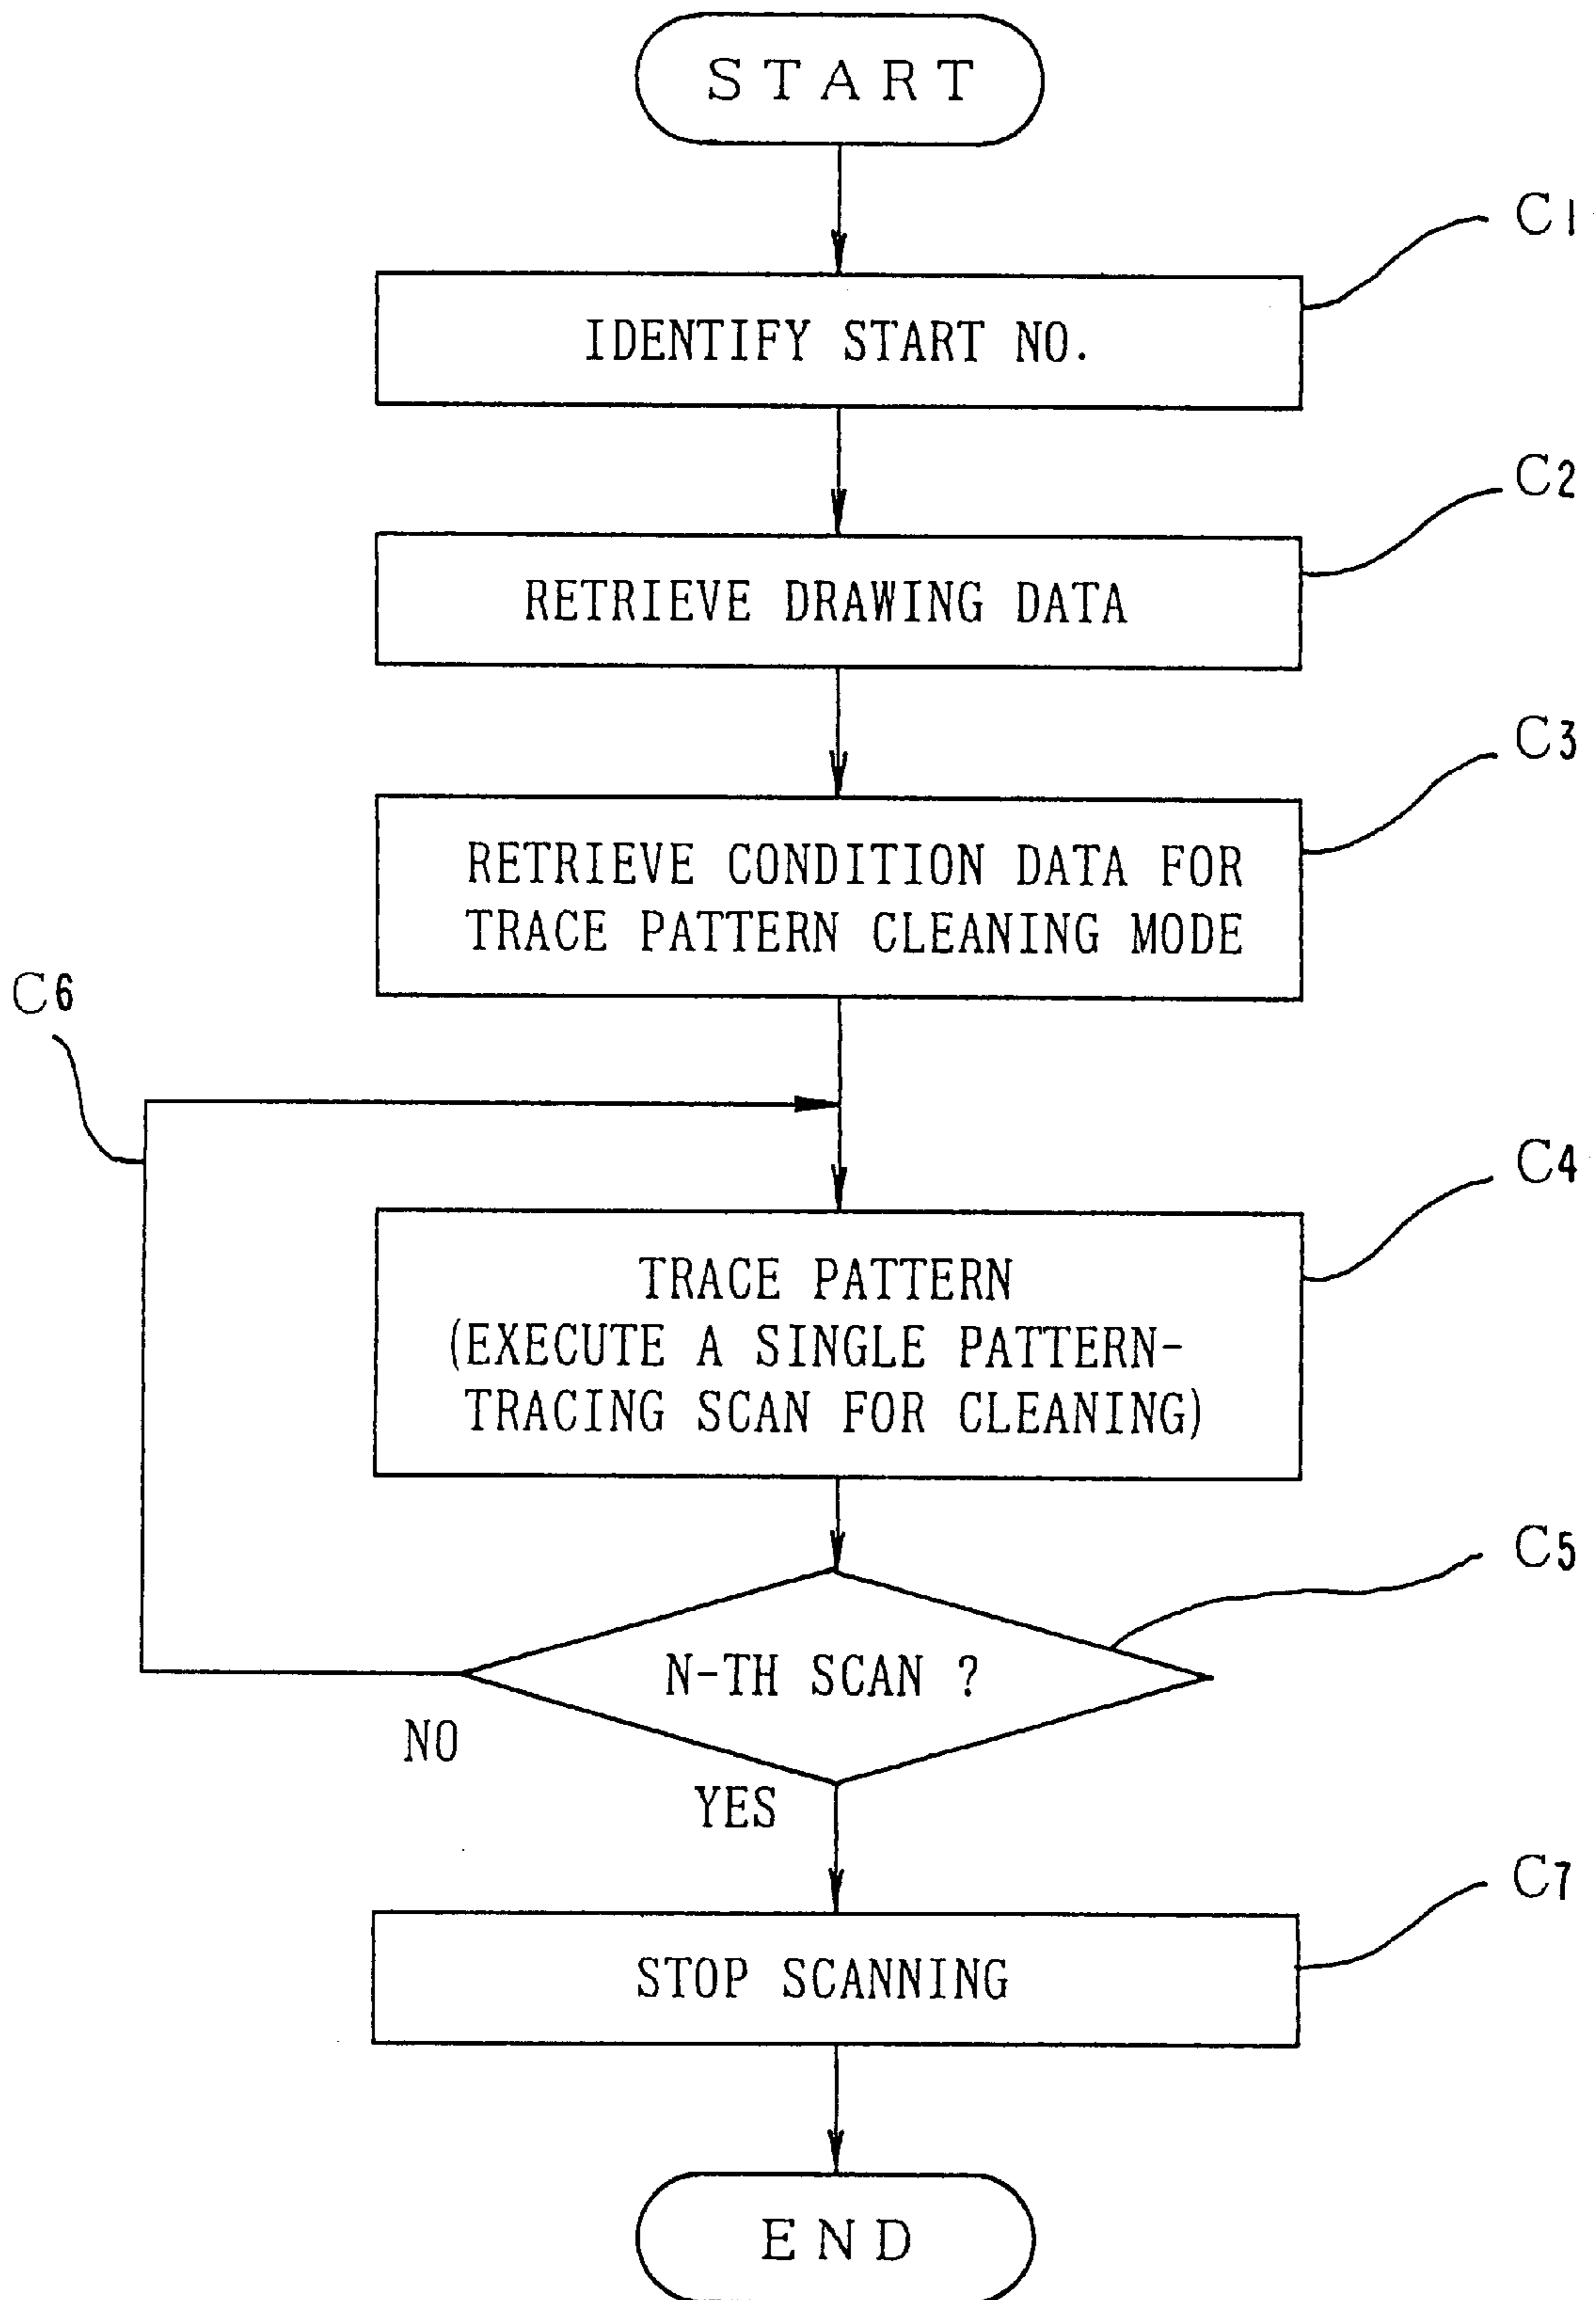 START
C1
IDENTIFY START NO.
C2
RETRIEVE DRAWING DATA
C3
RETRIEVE CONDITION DATA FOR
TRACE PATTERN CLEANING MODE
C6
C4
TRACE PATTERN
(EXECUTE A SINGLE PATTERN-
TRACING SCAN FOR CLEANING)
C5
N-TH SCAN ?
NO
YES
C7
STOP SCANNING
END